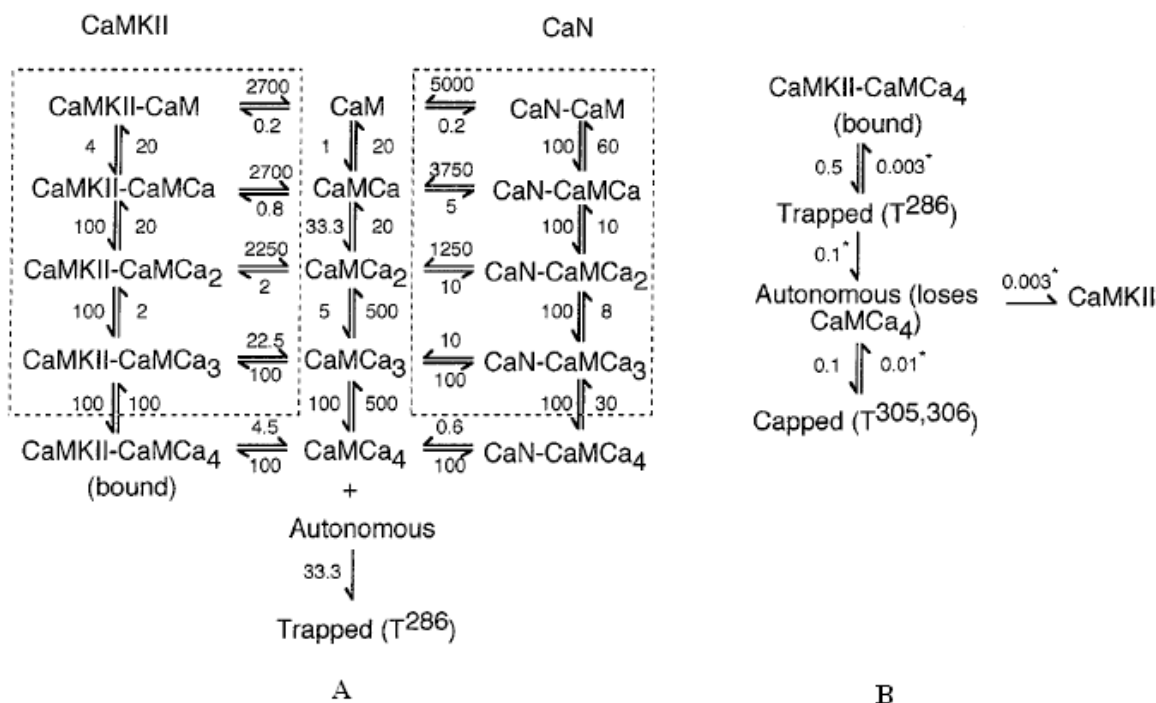 CaMKII CaN
2700 5000
CaMKII-CaM CaM CaN-CaM
0.2 0.2
4 20 1 20 100 60
2700 3750
CaMKII-CaMCa CaMCa CaN-CaMCa
0.8 5
100 20 33.3 20 100 10
2250 1250
CaMKII-CaMCa2 CaMCa2 CaN-CaMCa2
2 10
100 2 5 500 100 8
22.5 10
CaMKII-CaMCa3 CaMCa3 CaN-CaMCa3
100 100
100 100 100 500 100 30
4.5 0.6
CaMKII-CaMCa4 CaMCa4 CaN-CaMCa4
100 100
(bound) +
Autonomous
33.3
Trapped (T286)
A
CaMKII-CaMCa4
(bound)
0.5 0.003*
Trapped (T286)
0.1*
0.003*
Autonomous (loses CaMKII
CaMCa4)
0.1 0.01*
Capped (T305,306)
B